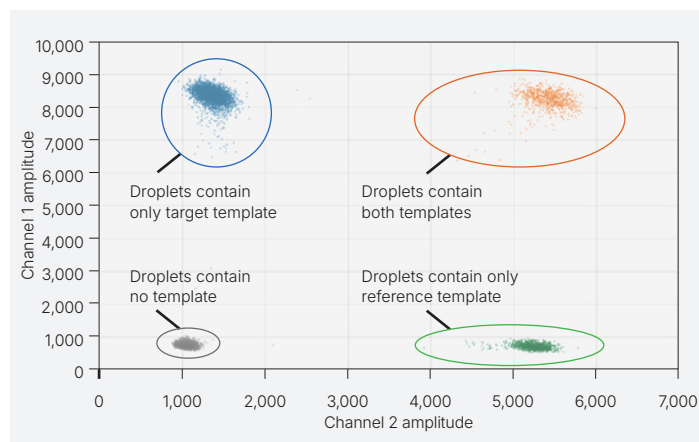 10,000
9,000
8,000
7,000
6,000
5,000
4,000
3,000
2,000
1,000
0
Channel 1 amplitude
Droplets contain
only target template
Droplets contain
both templates
Droplets contain
no template
Droplets contain only
reference template
0 1,000 2,000 3,000 4,000 5,000 6,000 7,000
Channel 2 amplitude